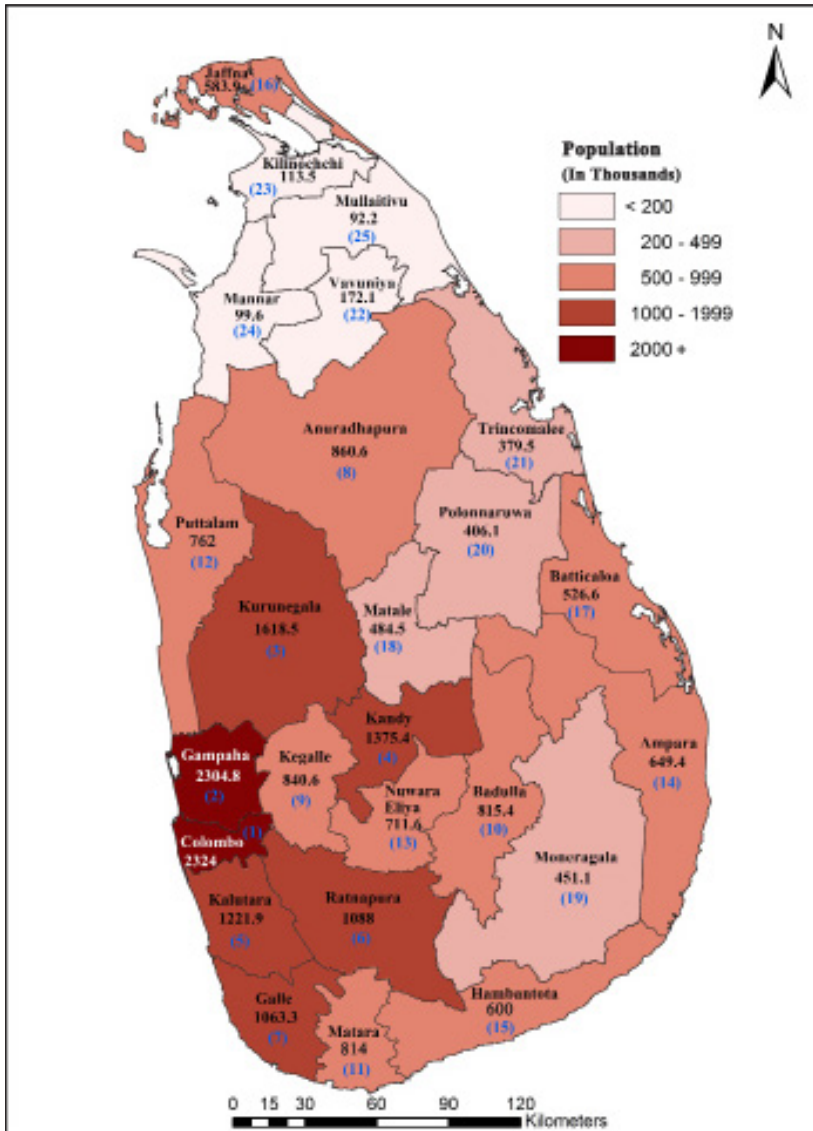 N
Jaffna
583.9 (16)
Population
(In Thousands)
< 200
200 - 499
500 - 999
1000 - 1999
2000 +
Kilinochchi
113.5
(23)
Mullaitivu
92.2
(25)
Vavuniya
172.1
(22)
Mannar
99.6
(24)
Anuradhapura
860.6
(8)
Trincomalee
379.5
(21)
Puttalam
762
(12)
Polonnaruwa
406.1
(20)
Batticaloa
526.6
(17)
Kurunegala
1618.5
(3)
Matale
484.5
(18)
Kandy
1375.4
(4)
Gampaha
2304.8
(2)
Kegalle
840.6
(9)
Nuwara
Eliya
711.6
(13)
Badulla
815.4
(10)
Ampara
649.4
(14)
(1)
Colombo
2324
Moneragala
451.1
(19)
Kalutara
1221.9
(5)
Ratnapura
1088
(6)
Galle
1063.3
(7)
Matara
814
(11)
Hambantota
600
(15)
0 15 30 60 90 120
Kilometers